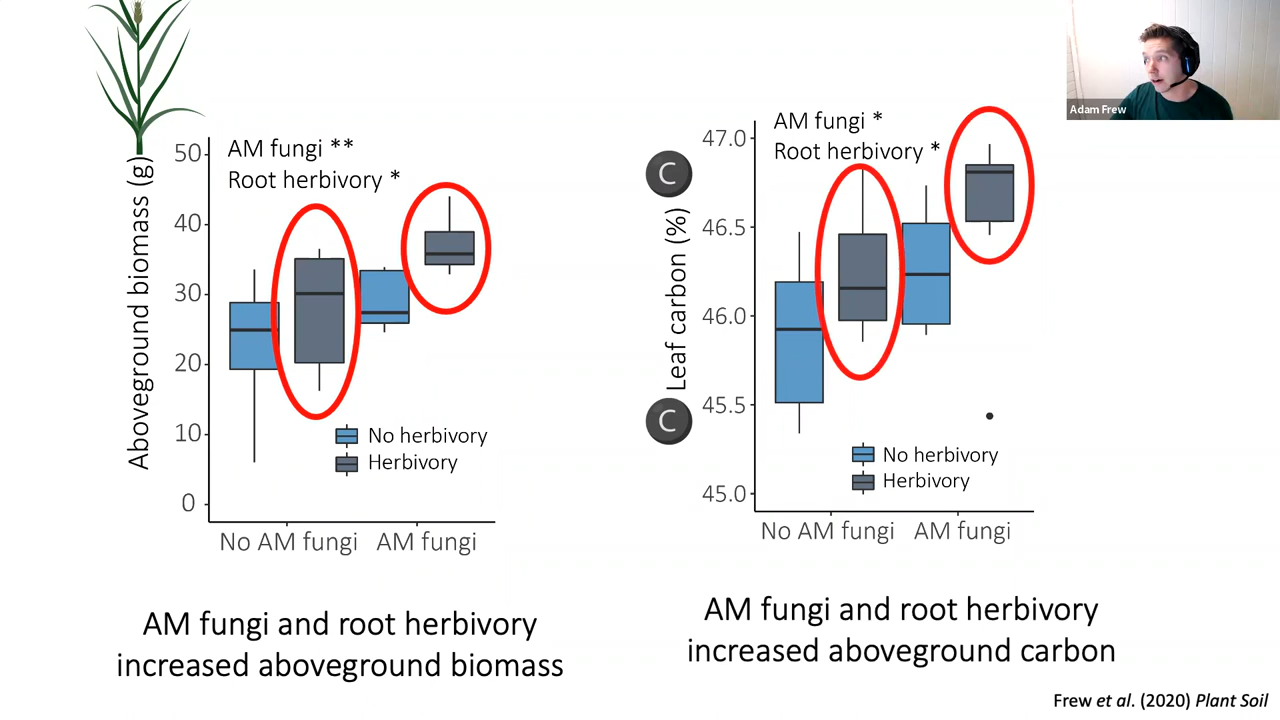 Adam Frew
AM fungi **
Root herbivory *
Aboveground biomass (g)
50
40
30
20
10
0
No herbivory
Herbivory
No AM fungi
AM fungi
AM fungi and root herbivory
increased aboveground biomass
AM fungi *
Root herbivory *
C
Leaf carbon (%)
C
47.0
46.5
46.0
45.5
45.0
No herbivory
Herbivory
No AM fungi
AM fungi
AM fungi and root herbivory
increased aboveground carbon
Frew et al. (2020) Plant Soil